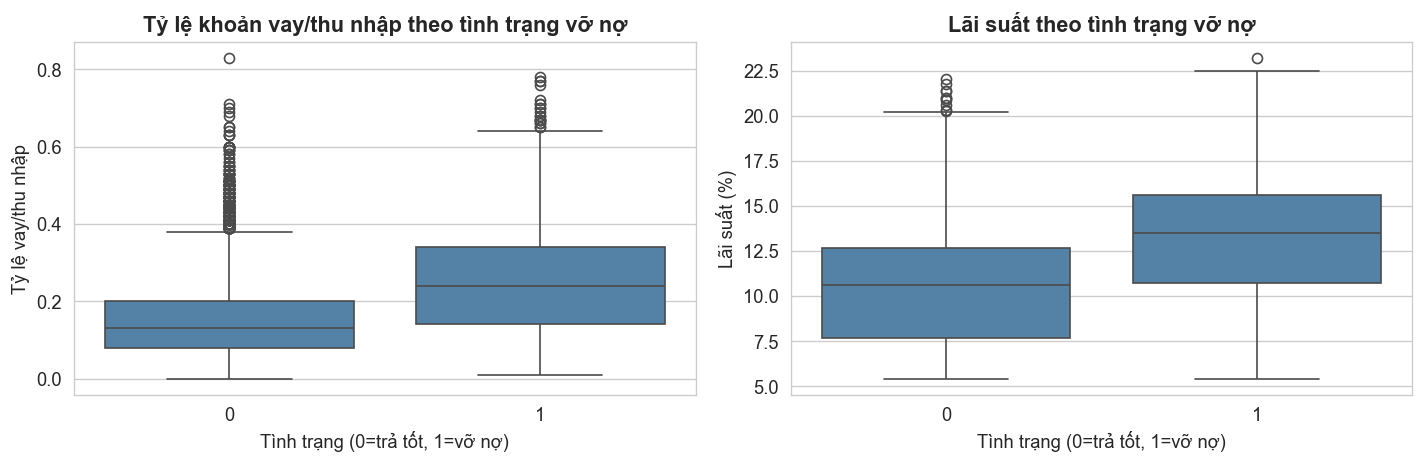 Tỷ lệ khoản vay/thu nhập theo tình trạng vỡ nợ
Tỷ lệ vay/thu nhập
0.8
0.6
0.4
0.2
0.0
0
1
Tình trạng (0=trả tốt, 1=vỡ nợ)
Lãi suất theo tình trạng vỡ nợ
Lãi suất (%)
22.5
20.0
17.5
15.0
12.5
10.0
7.5
5.0
0
1
Tình trạng (0=trả tốt, 1=vỡ nợ)